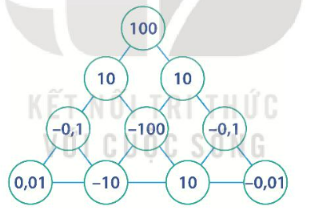 100
10 10
–0,1 –100 –0,1
KẾT NỐI TRI THỨC
VỚI CUỘC SỐNG
0,01 –10 10 –0,01